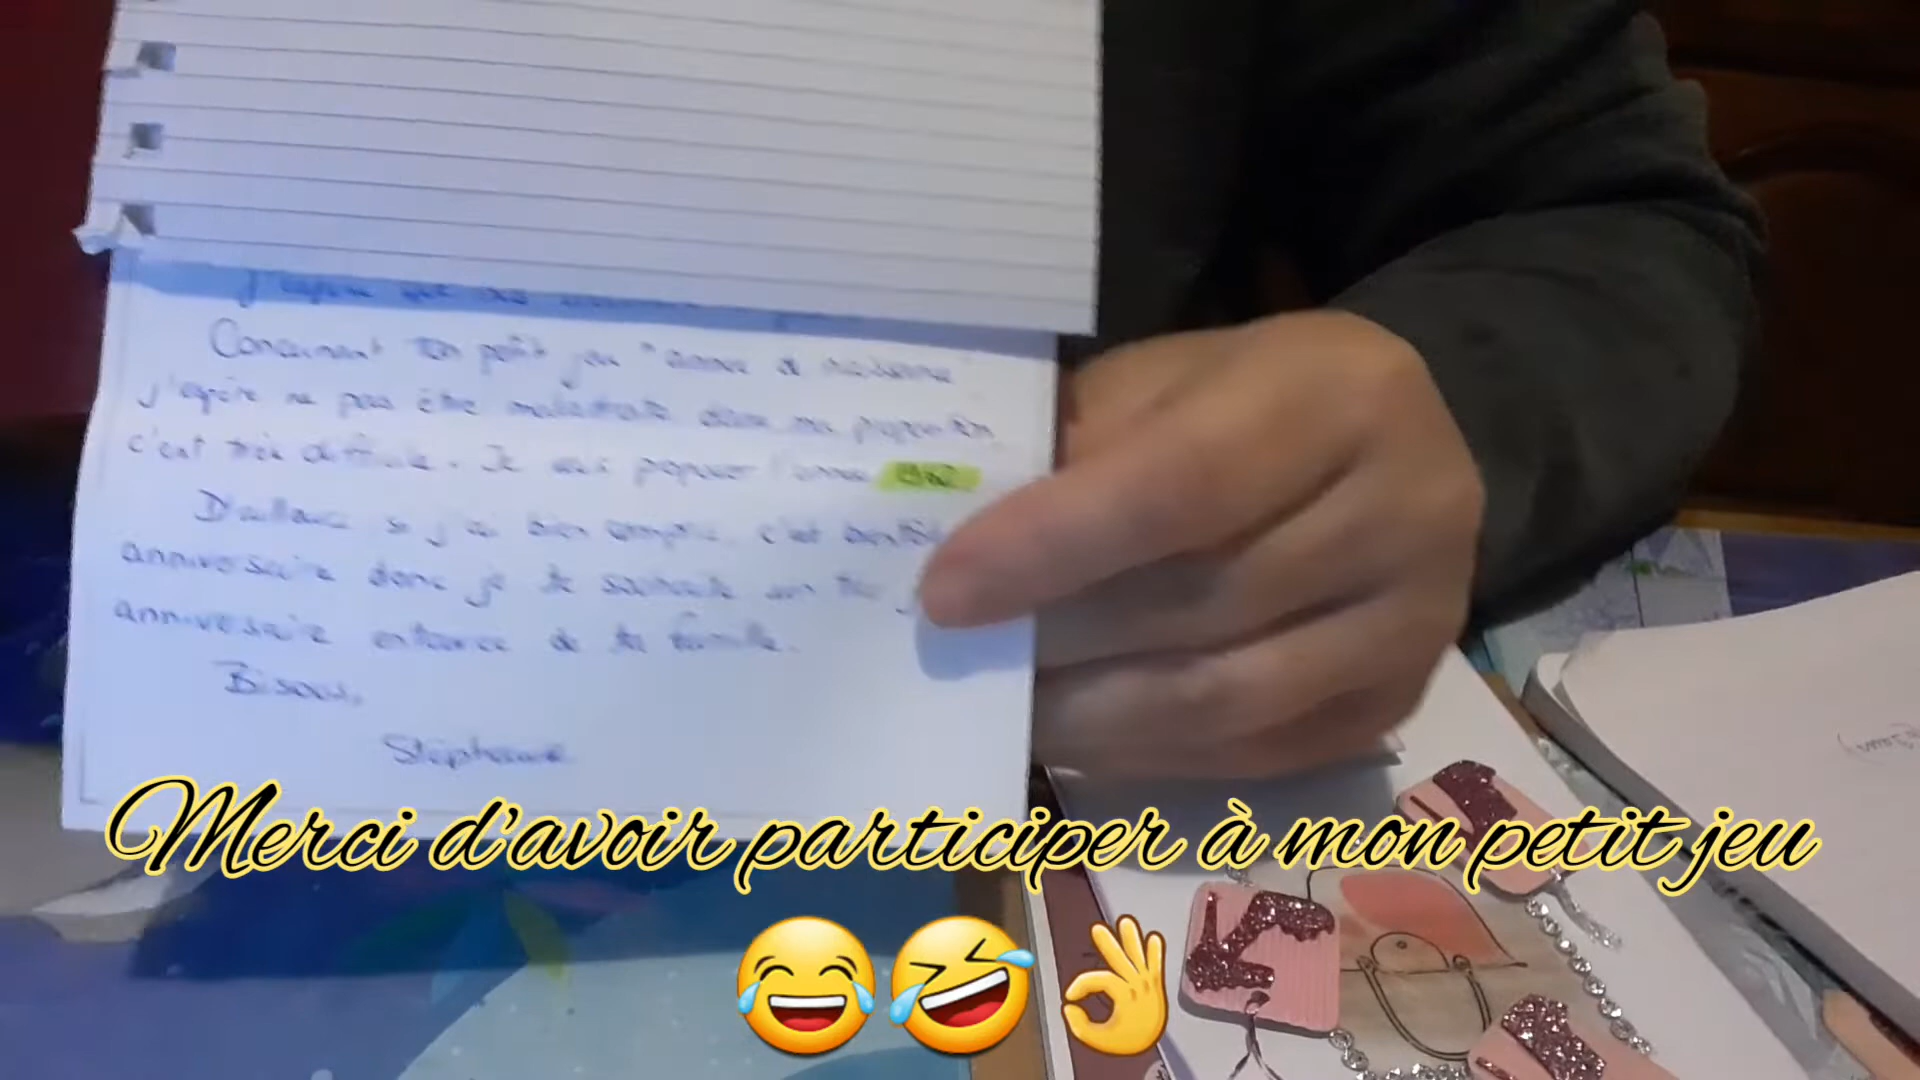 J'espère que
Concernant ton petit jeu "année de naissance"
j'espère ne pas être maladroite dans ma proposition
c'est très difficile. Je vais proposer l'année
D'ailleurs si j'ai bien compris, c'est bientôt
anniversaire donc je te souhaite un très
anniversaire entourée de ta famille.
Bisous,
Stéphanie
Merci d'avoir participer à mon petit jeu
😂🤣👌